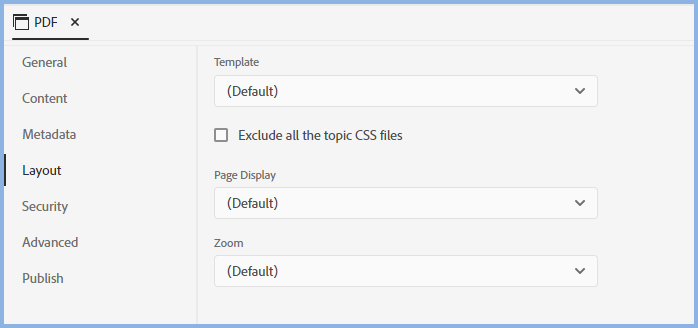 PDF
General
Content
Metadata
Layout
Security
Advanced
Publish
Template
(Default)
Exclude all the topic CSS files
Page Display
(Default)
Zoom
(Default)